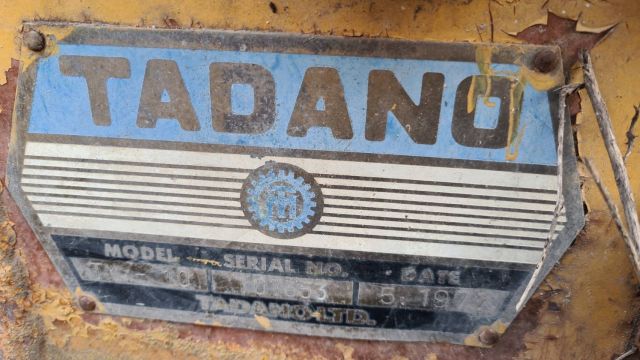 TADANO
MODEL SERIAL NO. DATE
TADANO LTD.